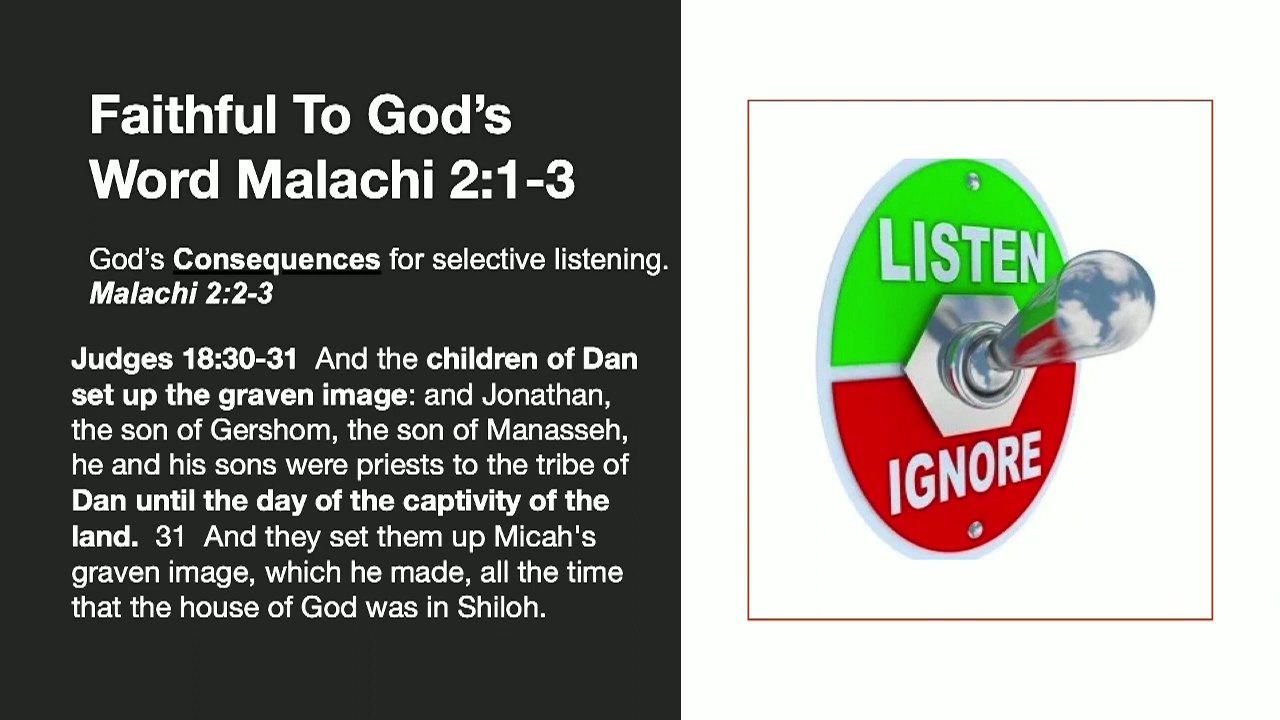 Faithful To God’s
Word Malachi 2:1-3
God’s Consequences for selective listening.
Malachi 2:2-3
Judges 18:30-31  And the children of Dan
set up the graven image: and Jonathan,
the son of Gershom, the son of Manasseh,
he and his sons were priests to the tribe of
Dan until the day of the captivity of the
land.  31  And they set them up Micah's
graven image, which he made, all the time
that the house of God was in Shiloh.
LISTEN
IGNORE